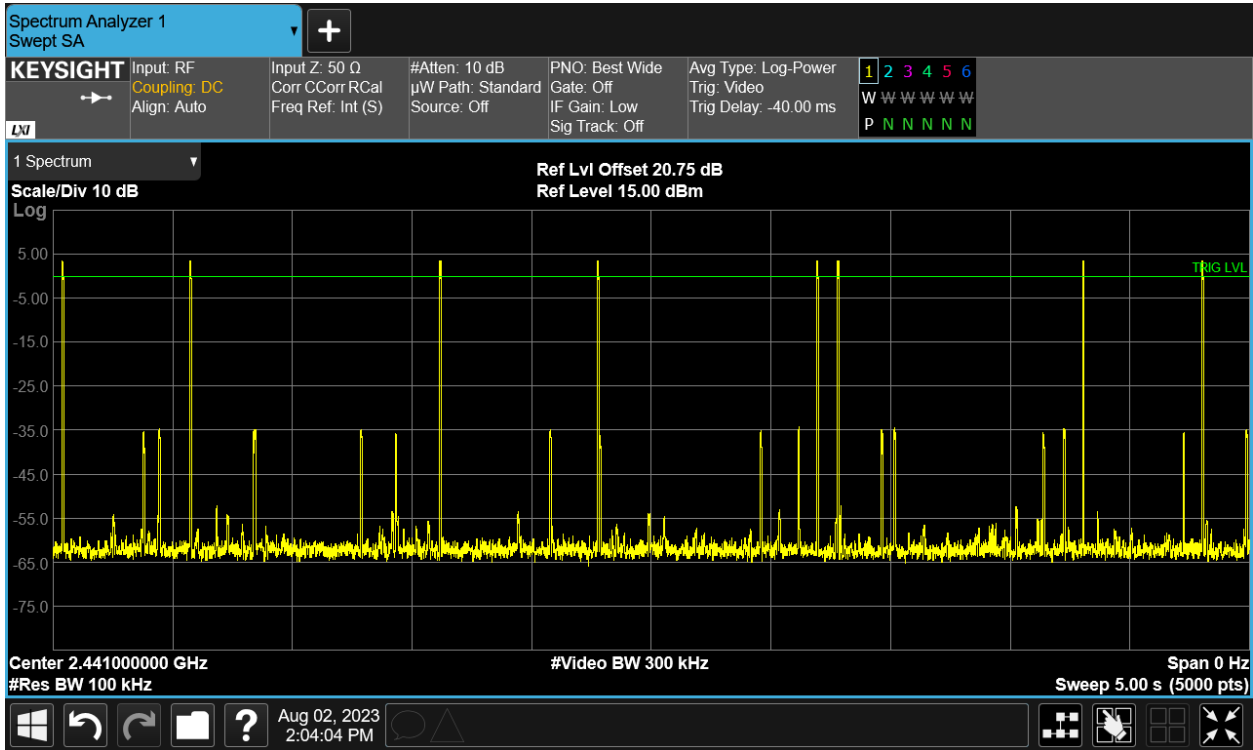 Spectrum Analyzer 1
Swept SA
KEYSIGHT
LXI
Input: RF
Coupling: DC
Align: Auto
Input Z: 50 Ω
Corr CCorr RCal
Freq Ref: Int (S)
#Atten: 10 dB
µW Path: Standard
Source: Off
PNO: Best Wide
Gate: Off
IF Gain: Low
Sig Track: Off
Avg Type: Log-Power
Trig: Video
Trig Delay: -40.00 ms
1 2 3 4 5 6
W W W W W W
P N N N N N
1 Spectrum
Scale/Div 10 dB
Ref Lvl Offset 20.75 dB
Ref Level 15.00 dBm
Log
5.00
TRIG LVL
-5.00
-15.0
-25.0
-35.0
-45.0
-55.0
-65.0
-75.0
Center 2.441000000 GHz
#Video BW 300 kHz
Span 0 Hz
#Res BW 100 kHz
Sweep 5.00 s (5000 pts)
?
Aug 02, 2023
2:04:04 PM